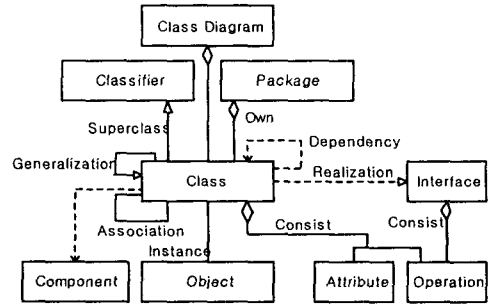 Class Diagram
Classifier
Package
Superclass
Own
Dependency
Generalization
Class
Realization
Interface
Association
Consist
Consist
Instance
Component
Object
Attribute
Operation